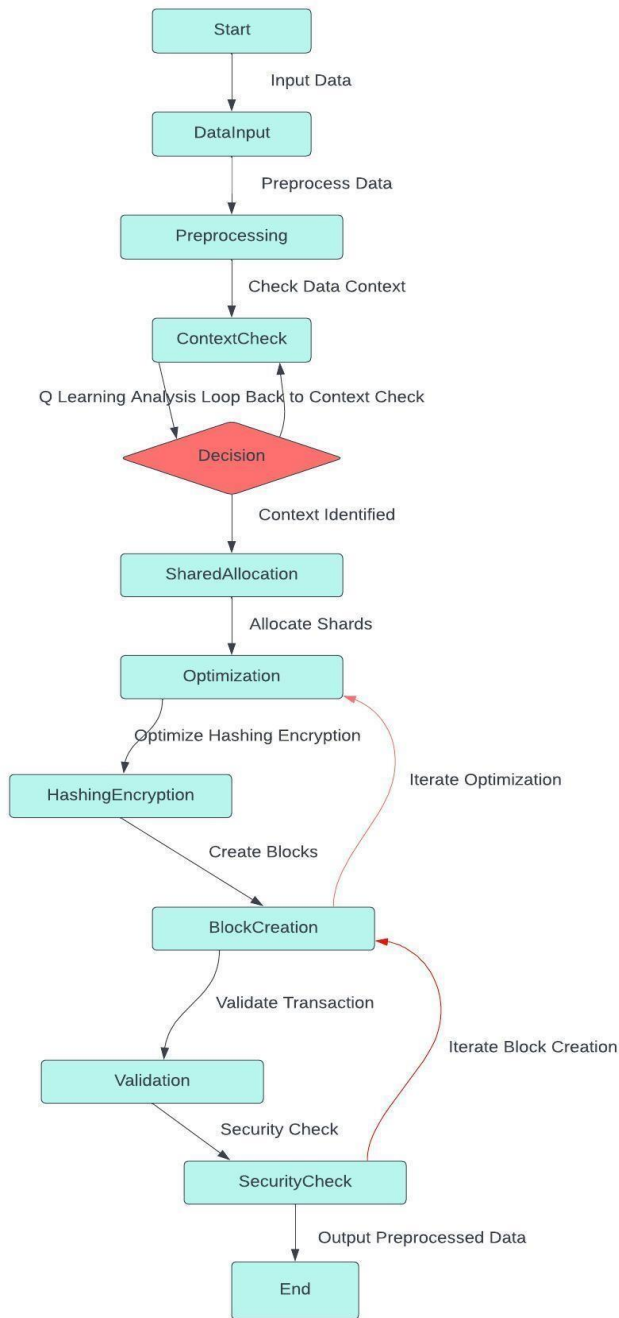 Start
Input Data
DataInput
Preprocess Data
Preprocessing
Check Data Context
ContextCheck
Q Learning Analysis Loop Back to Context Check
Decision
Context Identified
SharedAllocation
Allocate Shards
Optimization
Optimize Hashing Encryption
Iterate Optimization
HashingEncryption
Create Blocks
BlockCreation
Validate Transaction
Iterate Block Creation
Validation
Security Check
SecurityCheck
Output Preprocessed Data
End